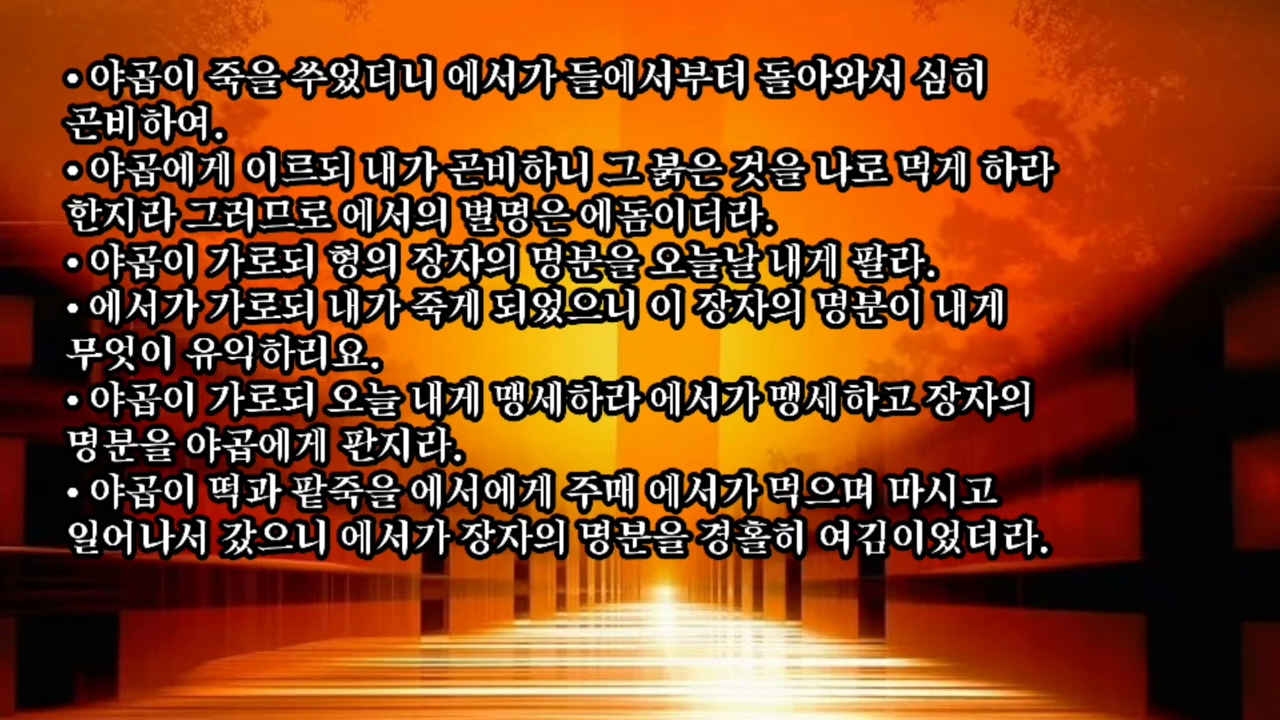 • 야곱이 죽을 쑤었더니 에서가 들에서부터 돌아와서 심히
곤비하여.
• 야곱에게 이르되 내가 곤비하니 그 붉은 것을 나로 먹게 하라
한지라 그러므로 에서의 별명은 에돔이더라.
• 야곱이 가로되 형의 장자의 명분을 오늘날 내게 팔라.
• 에서가 가로되 내가 죽게 되었으니 이 장자의 명분이 내게
무엇이 유익하리요.
• 야곱이 가로되 오늘 내게 맹세하라 에서가 맹세하고 장자의
명분을 야곱에게 판지라.
• 야곱이 떡과 팥죽을 에서에게 주매 에서가 먹으며 마시고
일어나서 갔으니 에서가 장자의 명분을 경홀히 여김이었더라.